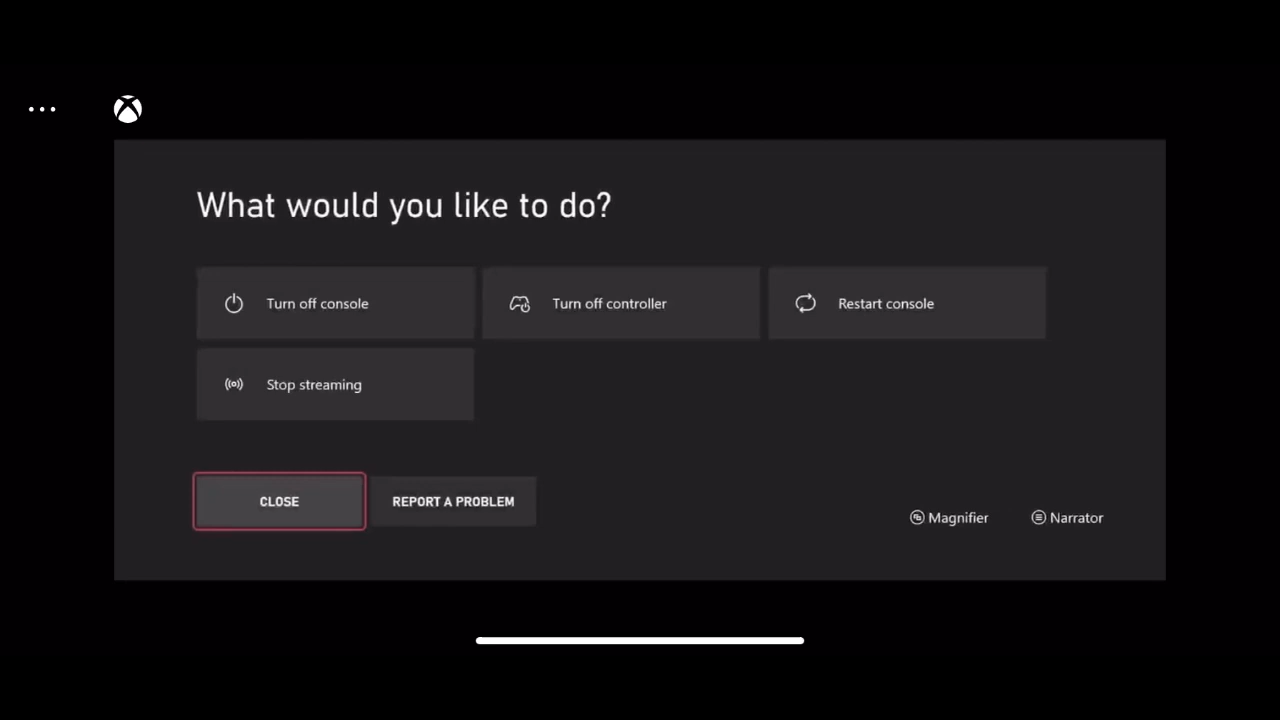 What would you like to do?
Turn off console
Turn off controller
Restart console
Stop streaming
CLOSE
REPORT A PROBLEM
Magnifier
Narrator